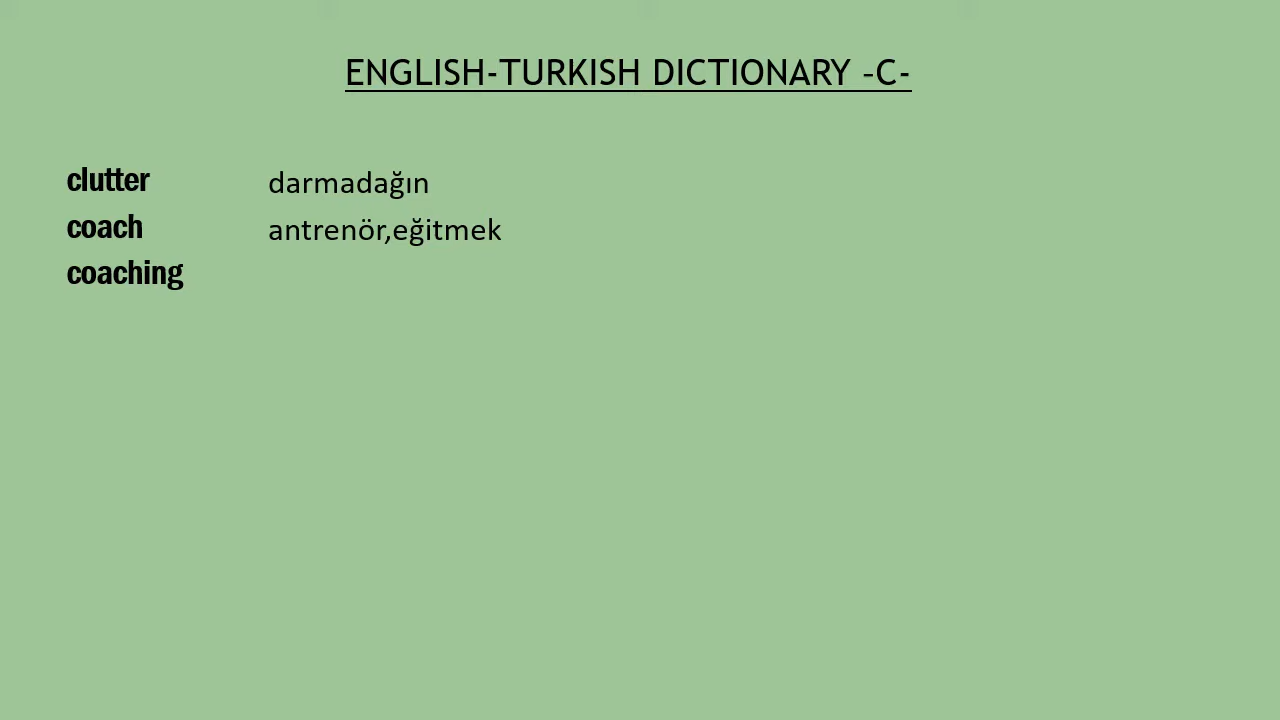 ENGLISH-TURKISH DICTIONARY –C-
clutter darmadağın
coach antrenör,eğitmek
coaching